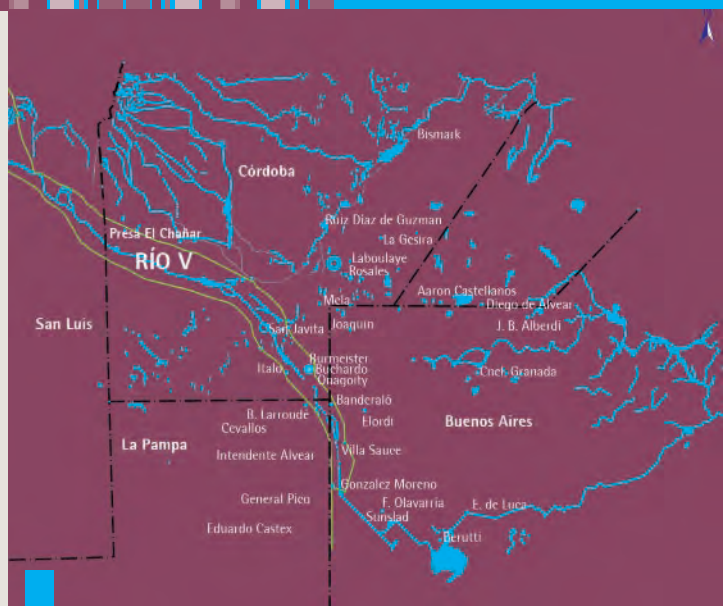 Bismark
Córdoba
Ruiz Diaz de Guzman
La Gesira
Presa El Chañar
RÍO V
Laboulaye
Rosales
Aaron Castellanos
Mela
Diego de Alvear
San Luis
San Javita
Joaquin
J. B. Alberdi
Burmeister
Italo
Buchardo
Cnel. Granada
Banderaló
B. Larroude
Elordi
Buenos Aires
Cevallos
La Pampa
Intendente Alvear
Villa Sauce
Gonzalez Moreno
General Pico
F. Olavarria
E. de Luca
Sunslad
Eduardo Castex
Berutti